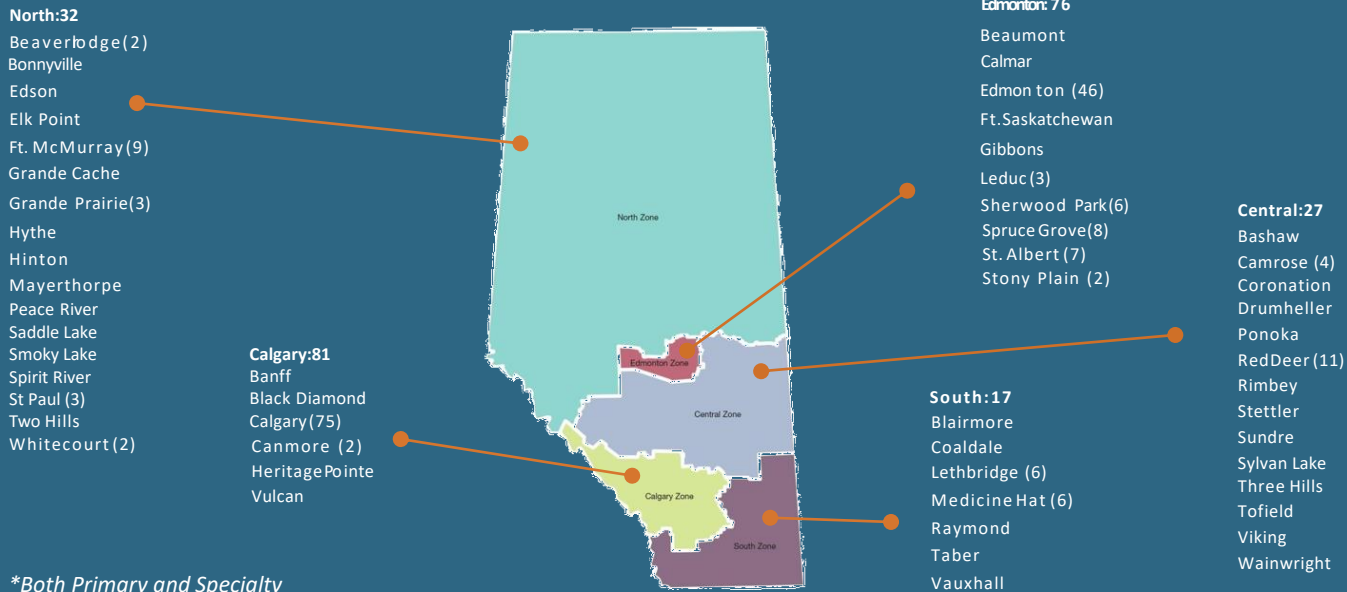 North:32
Beaverlodge(2)
Bonnyville
Edson
Elk Point
Ft. McMurray(9)
Grande Cache
Grande Prairie(3)
Hythe
Hinton
Mayerthorpe
Peace River
Saddle Lake
Smoky Lake
Spirit River
St Paul (3)
Two Hills
Whitecourt(2)
*Both Primary and Specialty
Calgary:81
Banff
Black Diamond
Calgary(75)
Canmore (2)
HeritagePointe
Vulcan
North Zone
Edmonton Zone
Central Zone
Calgary Zone
South Zone
Edmonton: 76
Beaumont
Calmar
Edmon ton (46)
Ft.Saskatchewan
Gibbons
Leduc(3)
Sherwood Park(6)
Spruce Grove(8)
St. Albert (7)
Stony Plain (2)
South:17
Blairmore
Coaldale
Lethbridge (6)
Medicine Hat (6)
Raymond
Taber
Vauxhall
Central:27
Bashaw
Camrose (4)
Coronation
Drumheller
Ponoka
RedDeer (11)
Rimbey
Stettler
Sundre
Sylvan Lake
Three Hills
Tofield
Viking
Wainwright